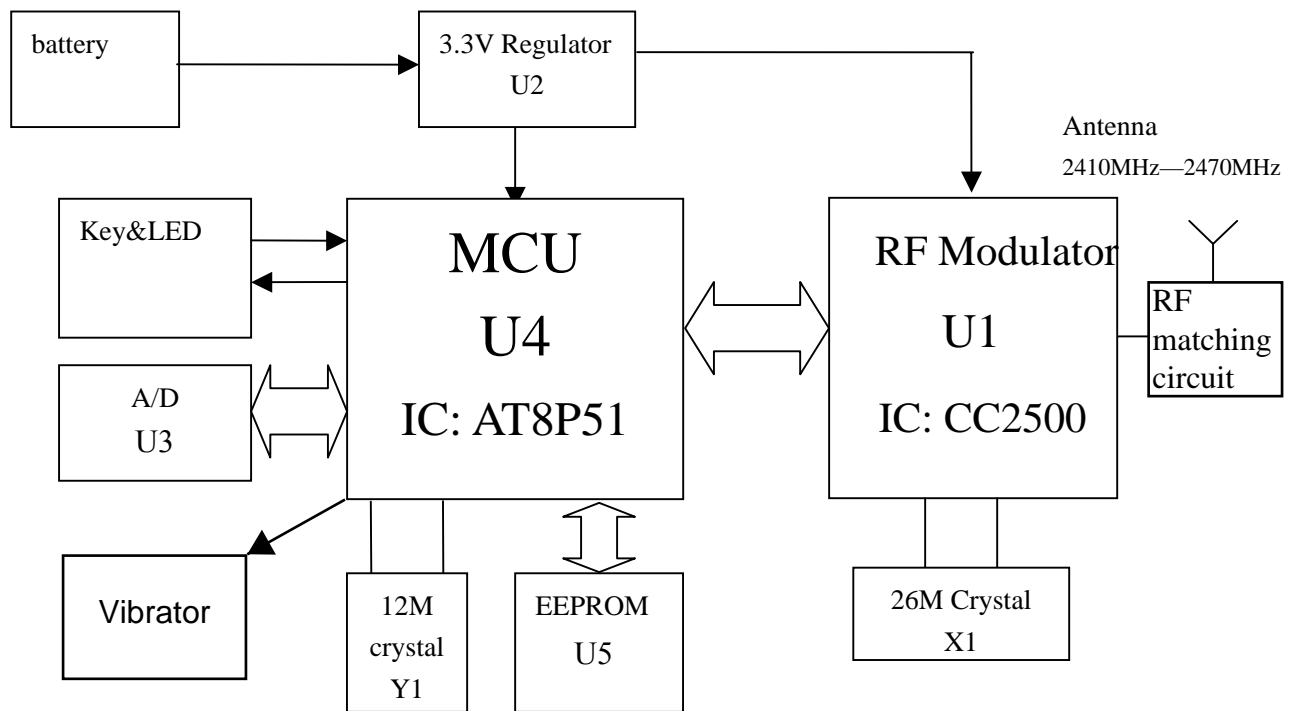 battery
3.3V Regulator
U2
Antenna
2410MHz—2470MHz
Key&LED
MCU
U4
IC: AT8P51
RF Modulator
U1
IC: CC2500
RF
matching
circuit
A/D
U3
Vibrator
12M
crystal
Y1
EEPROM
U5
26M Crystal
X1